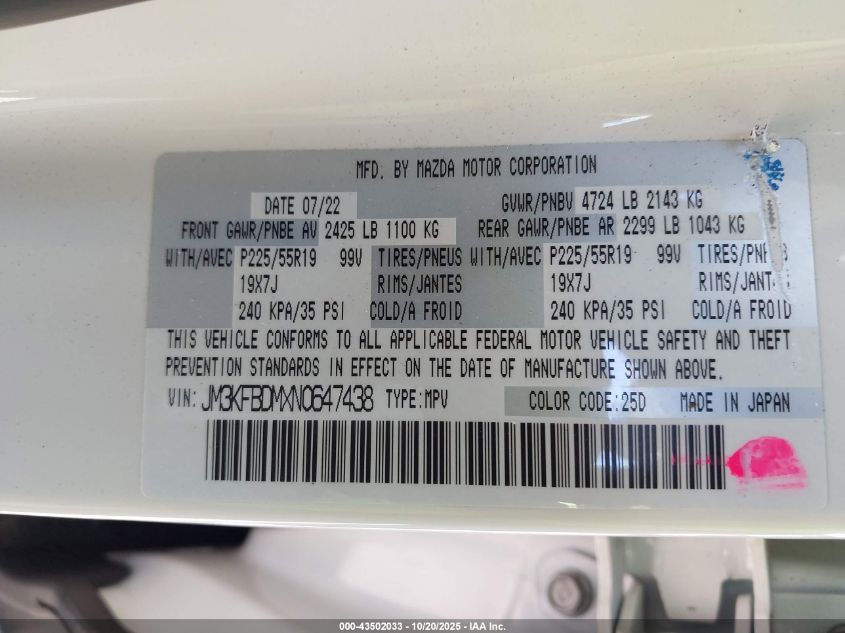 MFD. BY MAZDA MOTOR CORPORATION
DATE 07/22 GVWR/PNBV 4724 LB 2143 KG
FRONT GAWR/PNBE AV 2425 LB 1100 KG REAR GAWR/PNBE AR 2299 LB 1043 KG
WITH/AVEC P225/55R19 99V TIRES/PNEUS WITH/AVEC P225/55R19 99V
19X7J RIMS/JANTES 19X7J
240 KPA/35 PSI COLD/A FROID 240 KPA/35 PSI COLD/A FROID
THIS VEHICLE CONFORMS TO ALL APPLICABLE FEDERAL MOTOR VEHICLE SAFETY AND THEFT
PREVENTION STANDARDS IN EFFECT ON THE DATE OF MANUFACTURE SHOWN ABOVE.
VIN: JM3KFBDMXN0647438 TYPE:MPV COLOR CODE:25D MADE IN JAPAN
000-43502033 - 10/20/2025 - IAA Inc.